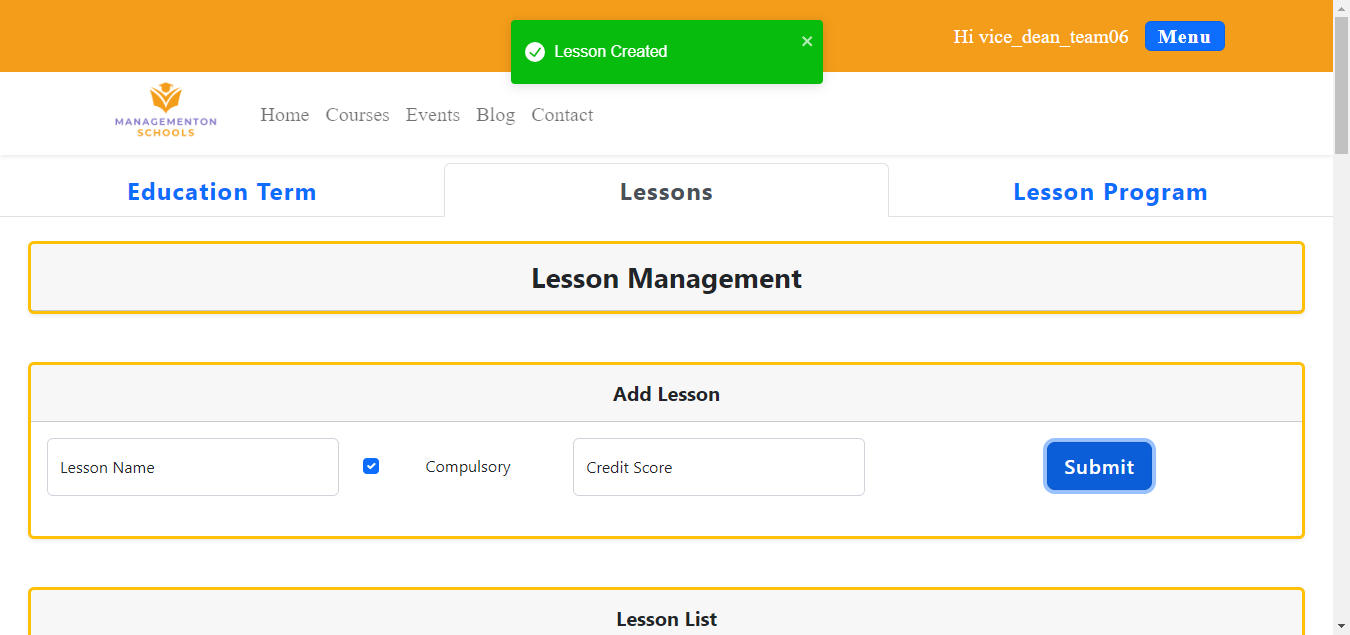 Lesson Created
Hi vice_dean_team06
Menu
MANAGEMENTON
SCHOOLS
Home Courses Events Blog Contact
Education Term
Lessons
Lesson Program
Lesson Management
Add Lesson
Lesson Name
Compulsory
Credit Score
Submit
Lesson List